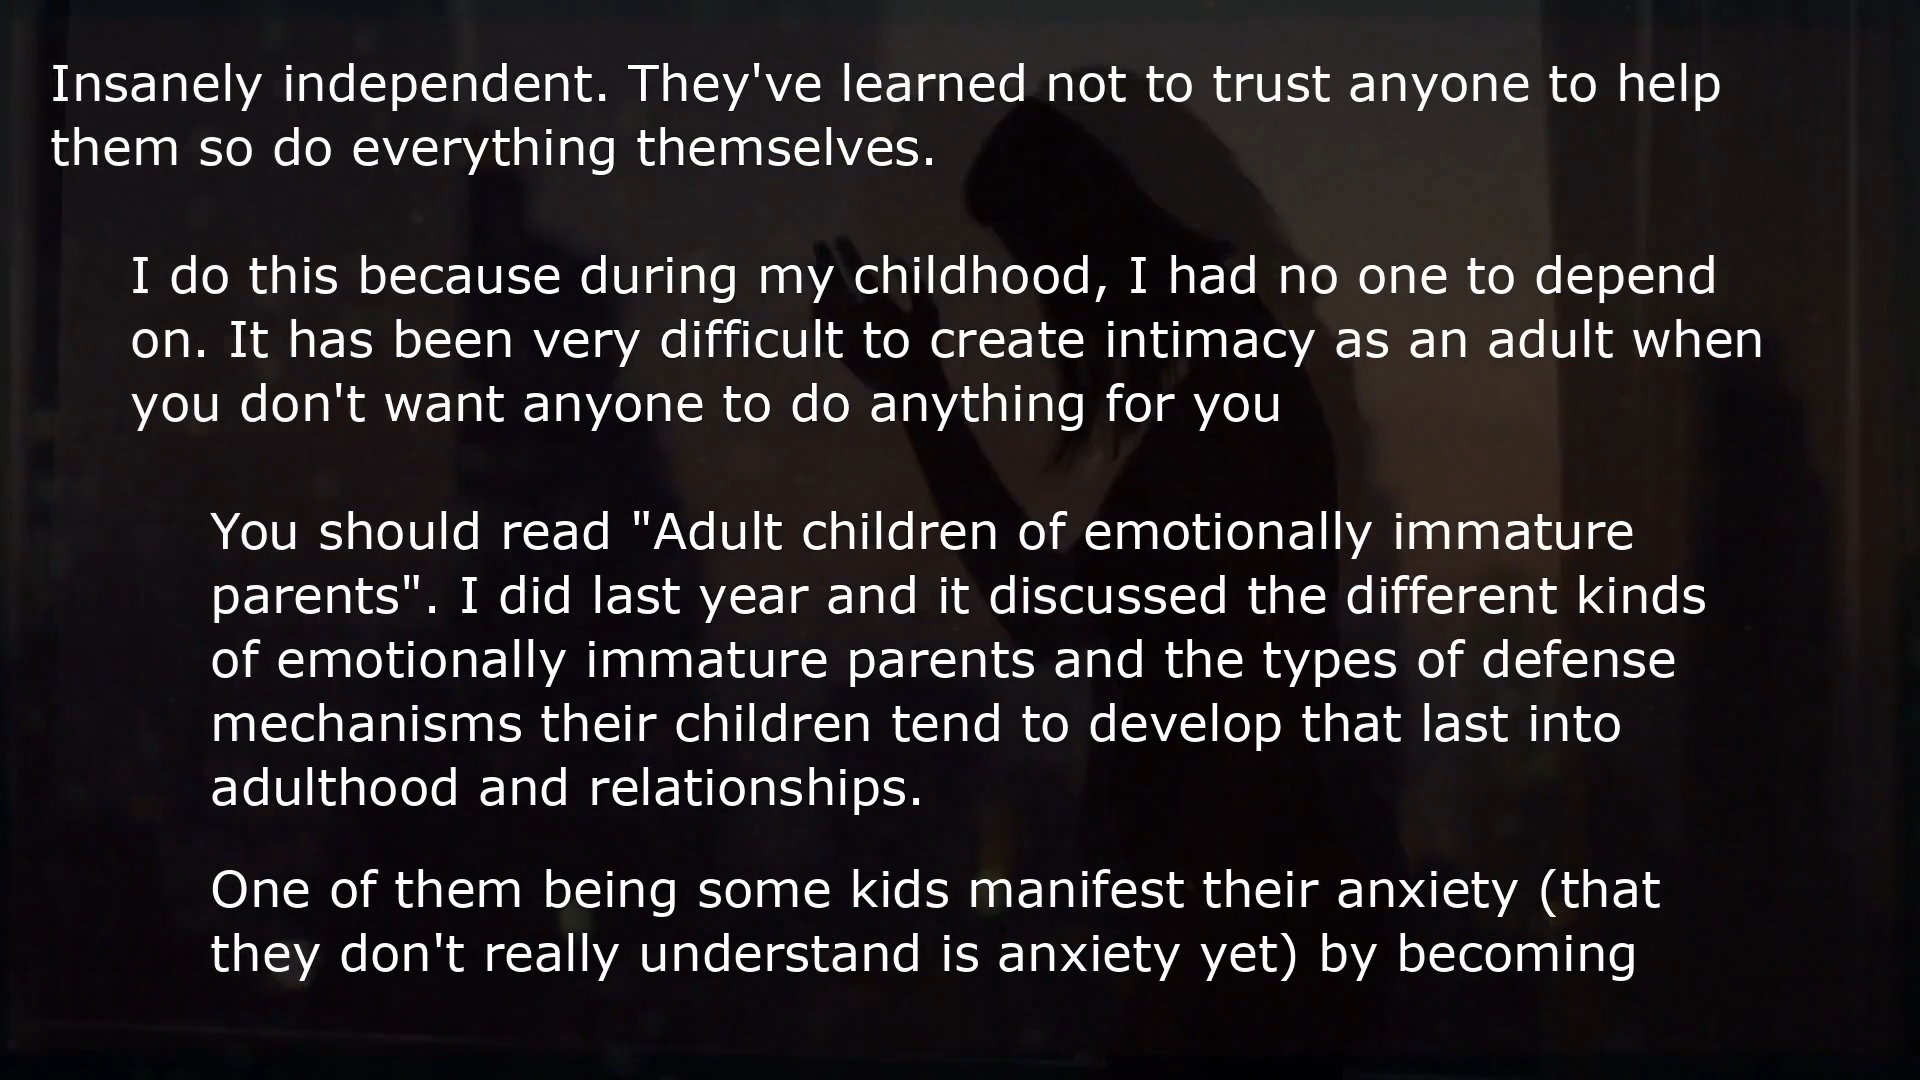 Insanely independent. They've learned not to trust anyone to help
them so do everything themselves.
I do this because during my childhood, I had no one to depend
on. It has been very difficult to create intimacy as an adult when
you don't want anyone to do anything for you
You should read "Adult children of emotionally immature
parents". I did last year and it discussed the different kinds
of emotionally immature parents and the types of defense
mechanisms their children tend to develop that last into
adulthood and relationships.
One of them being some kids manifest their anxiety (that
they don't really understand is anxiety yet) by becoming